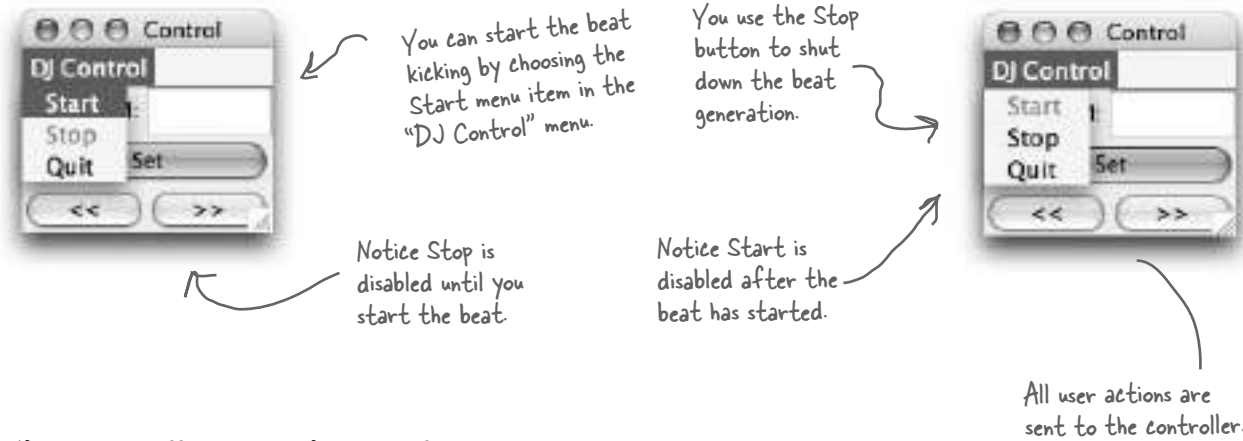 Control
DJ Control
Start
Stop
Quit
Set
<<
>>
You can start the beat
kicking by choosing the
Start menu item in the
“DJ Control” menu.
You use the Stop
button to shut
down the beat
generation.
Control
DJ Control
Start
Stop
Quit
Set
<<
>>
Notice Stop is
disabled until you
start the beat.
Notice Start is
disabled after the
beat has started.
All user actions are
sent to the controller.